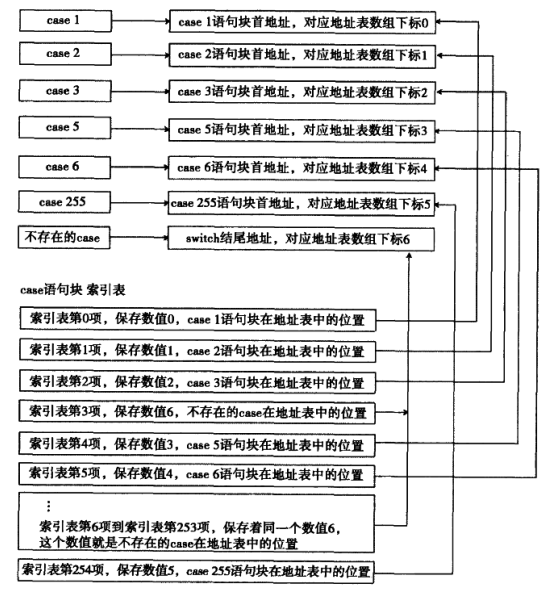 case 1
case 1语句块首地址，对应地址表数组下标0
case 2
case 2语句块首地址，对应地址表数组下标1
case 3
case 3语句块首地址，对应地址表数组下标2
case 5
case 5语句块首地址，对应地址表数组下标3
case 6
case 6语句块首地址，对应地址表数组下标4
case 255
case 255语句块首地址，对应地址表数组下标5
不存在的case
switch结尾地址，对应地址表数组下标6
case语句块 索引表
索引表第0项，保存数值0，case 1语句块在地址表中的位置
索引表第1项，保存数值1，case 2语句块在地址表中的位置
索引表第2项，保存数值2，case 3语句块在地址表中的位置
索引表第3项，保存数值6，不存在的case在地址表中的位置
索引表第4项，保存数值3，case 5语句块在地址表中的位置
索引表第5项，保存数值4，case 6语句块在地址表中的位置
⋮
索引表第6项到索引表第253项，保存着同一个数值6，
这个数值就是不存在的case在地址表中的位置
索引表第254项，保存数值5，case 255语句块在地址表中的位置